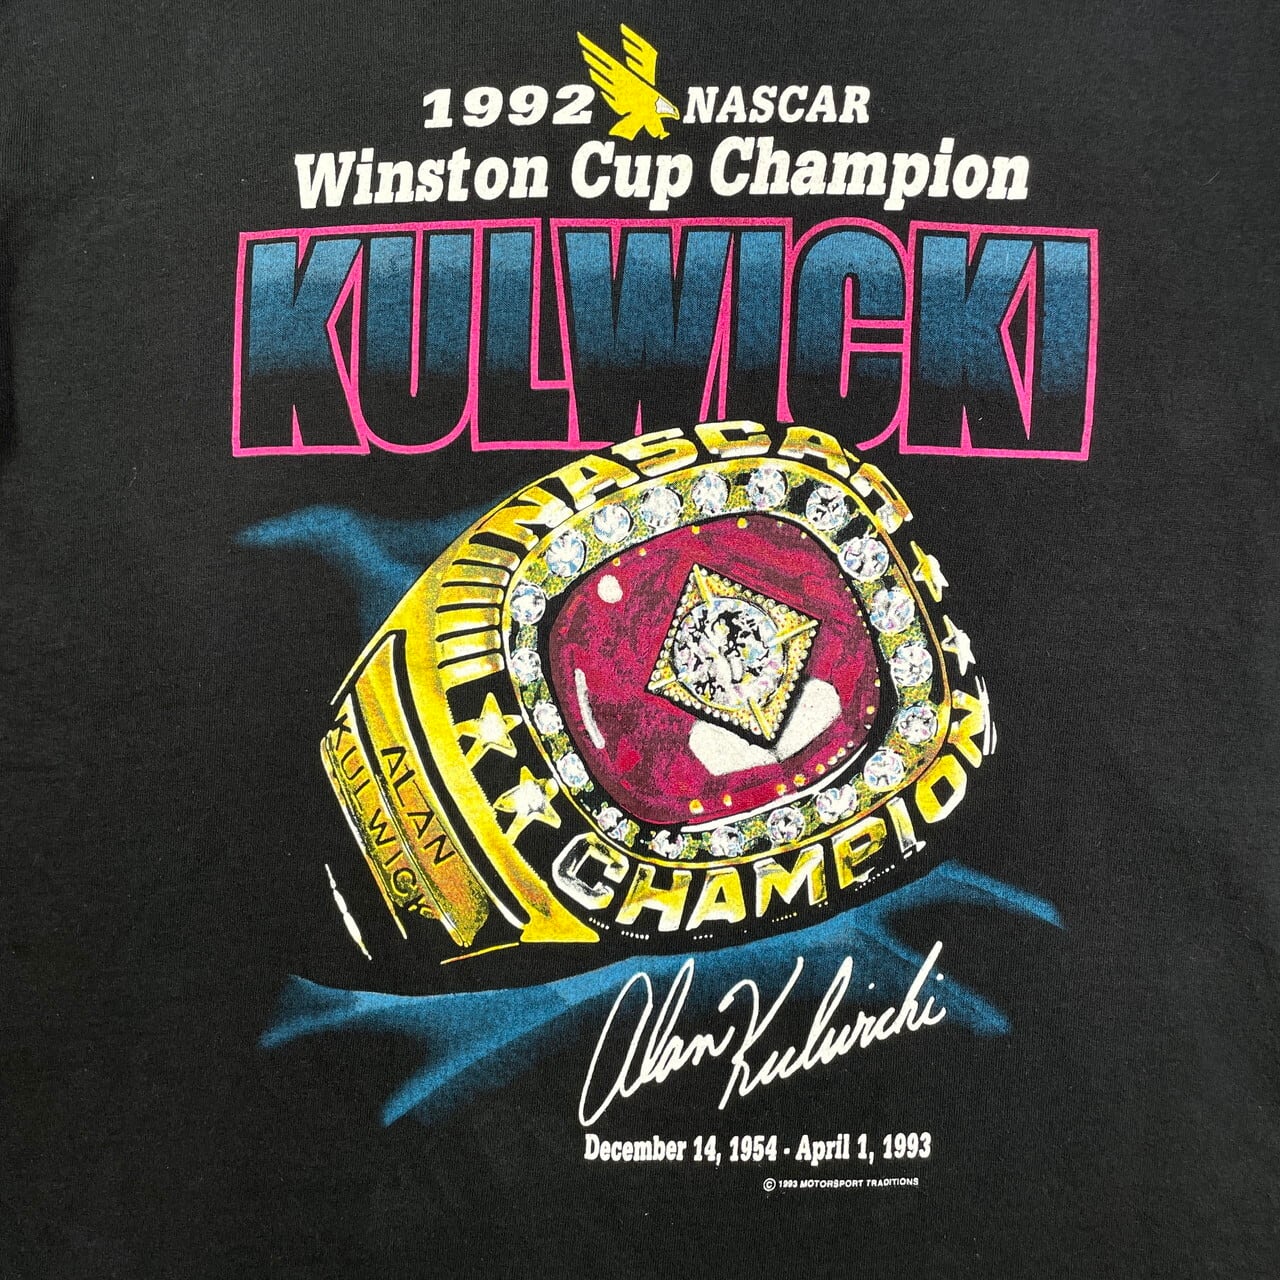 1992 NASCAR
Winston Cup Champion
KULWICKI
NASCAR
CHAMPION
ALAN
KULWICK
Alan Kulwicki
December 14, 1954 - April 1, 1993
© 1993 MOTORSPORT TRADITIONS